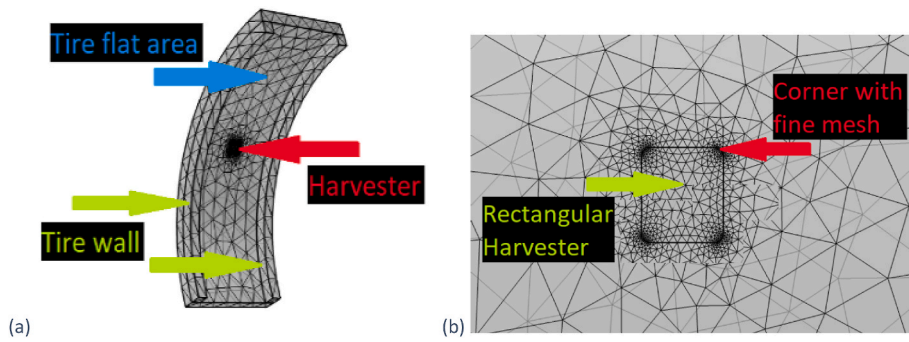 Tire flat area
Harvester
Tire wall
(a)
Corner with
fine mesh
Rectangular
Harvester
(b)